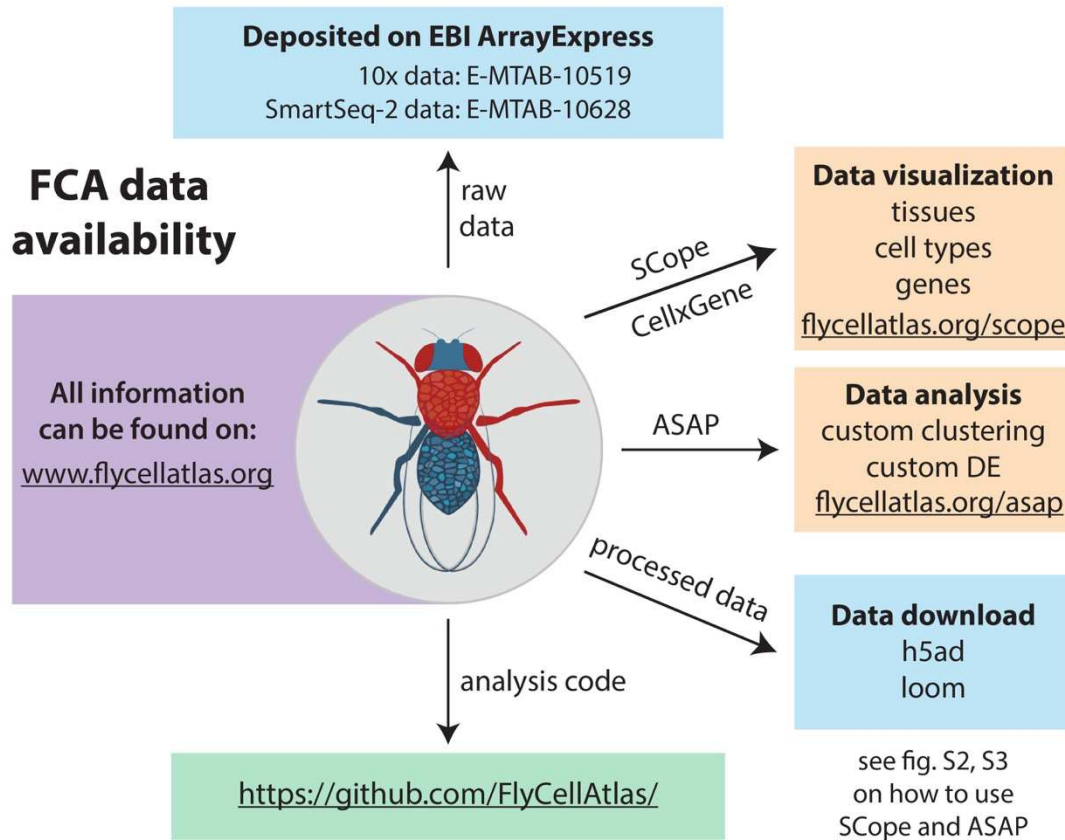 Deposited on EBI ArrayExpress
10x data: E-MTAB-10519
SmartSeq-2 data: E-MTAB-10628
FCA data
availability
raw
data
All information
can be found on:
www.flycellatlas.org
SCope
CellxGene
Data visualization
tissues
cell types
genes
flycellatlas.org/scope
ASAP
Data analysis
custom clustering
custom DE
flycellatlas.org/asap
processed data
Data download
h5ad
loom
analysis code
https://github.com/FlyCellAtlas/
see fig. S2, S3
on how to use
SCope and ASAP